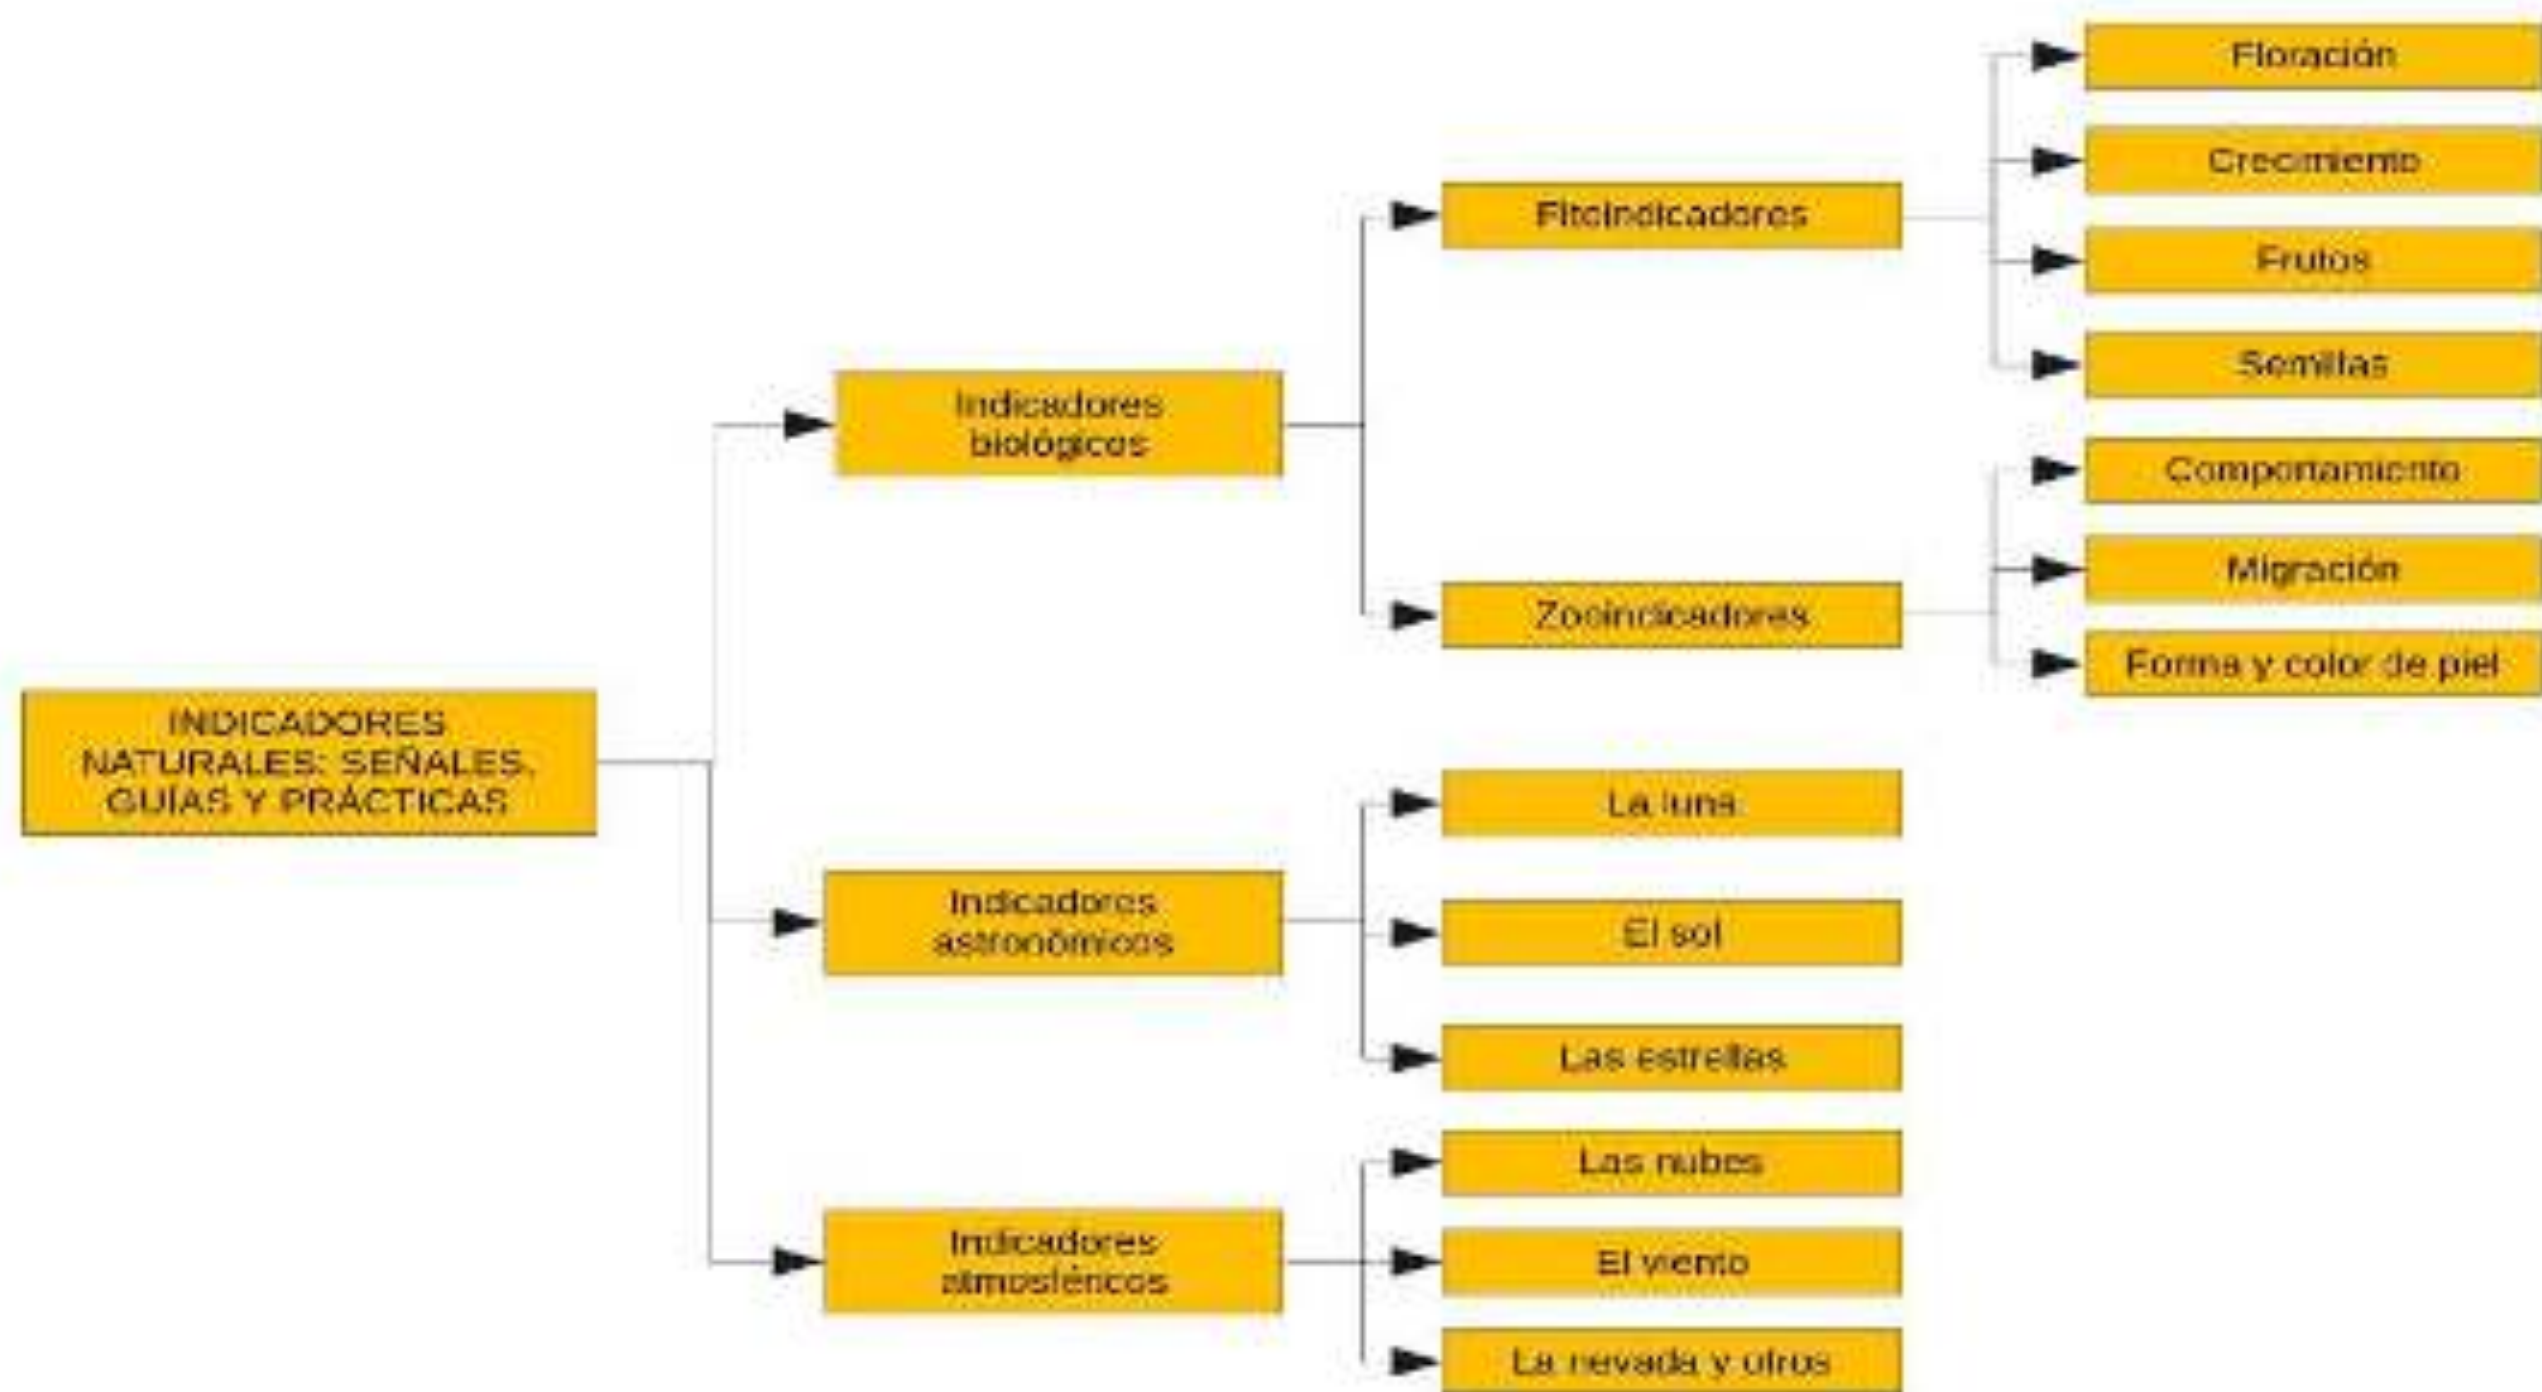 INDICADORES
NATURALES: SEÑALES,
GUÍAS Y PRÁCTICAS
Indicadores
biológicos
Fitoindicadores
Floración
Crecimiento
Frutos
Semillas
Zooindicadores
Comportamiento
Migración
Forma y color de piel
Indicadores
astronómicos
La luna
El sol
Las estrellas
Indicadores
atmosféricos
Las nubes
El viento
La nevada y otros